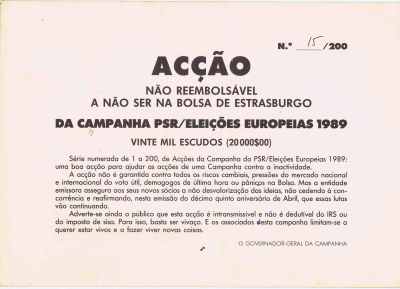 N.º 15/200
ACÇÃO
NÃO REEMBOLSÁVEL
A NÃO SER NA BOLSA DE ESTRASBURGO
DA CAMPANHA PSR/ELEIÇÕES EUROPEIAS 1989
VINTE MIL ESCUDOS (20000$00)
Série numerada de 1 a 200, de Acções da Campanha do PSR/Eleições Europeias 1989:
uma boa acção para ajudar as acções de uma Campanha contra a inactividade.
A acção não é garantida contra todos os riscos cambiais, pressões do mercado nacional
e internacional do voto útil, demagogos de última hora ou pânicos na Bolsa. Mas a entidade
emissora assegura aos seus novos sócios a não desvalorização das ideias, não cedendo à con-
corrência e reafirmando, nesta emissão do décimo quinto aniversário de Abril, que essas lutas
vão continuando.
Adverte-se ainda o público que esta acção é intransmissível e não é dedutível do IRS ou
do imposto de sisa. Para isso, basta ser vivaço. E os associados desta campanha limitam-se a
querer estar vivos e a fazer viver novas coisas.
O GOVERNADOR-GERAL DA CAMPANHA